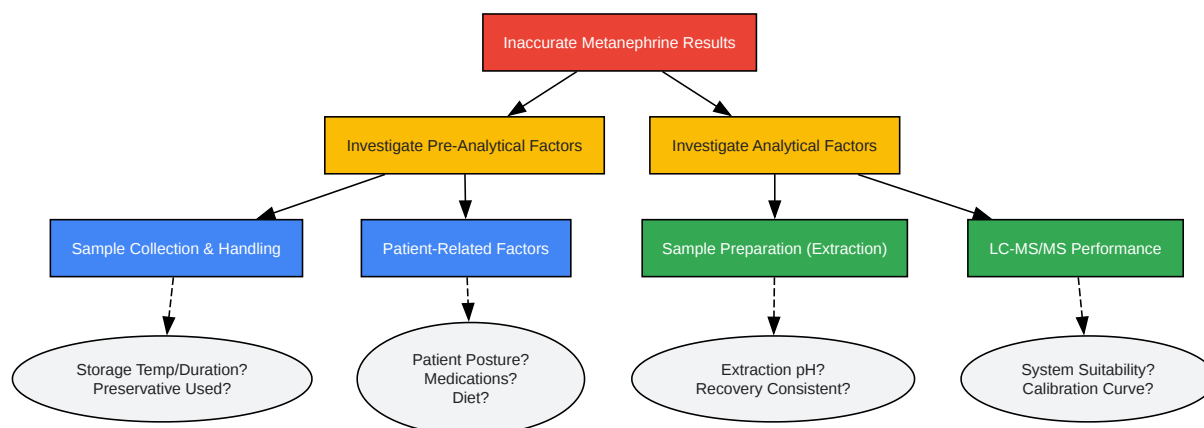 Inaccurate Metanephrine Results
Investigate Pre-Analytical Factors
Investigate Analytical Factors
Sample Collection & Handling
Patient-Related Factors
Sample Preparation (Extraction)
LC-MS/MS Performance
Storage Temp/Duration?
Preservative Used?
Patient Posture?
Medications?
Diet?
Extraction pH?
Recovery Consistent?
System Suitability?
Calibration Curve?